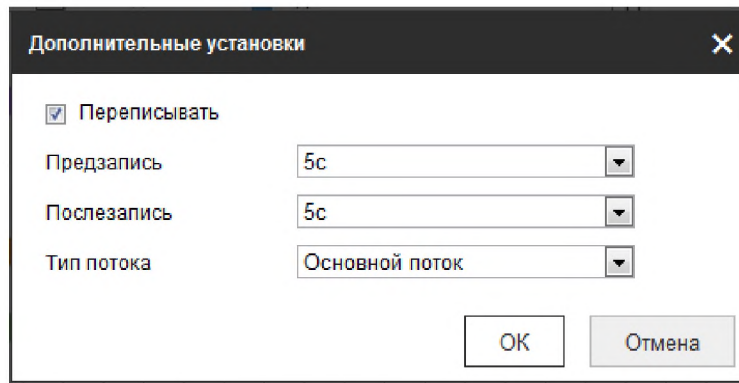 Дополнительные установки
Переписывать
Предзапись 5с
Послезапись 5с
Тип потока Основной поток
ОК Отмена